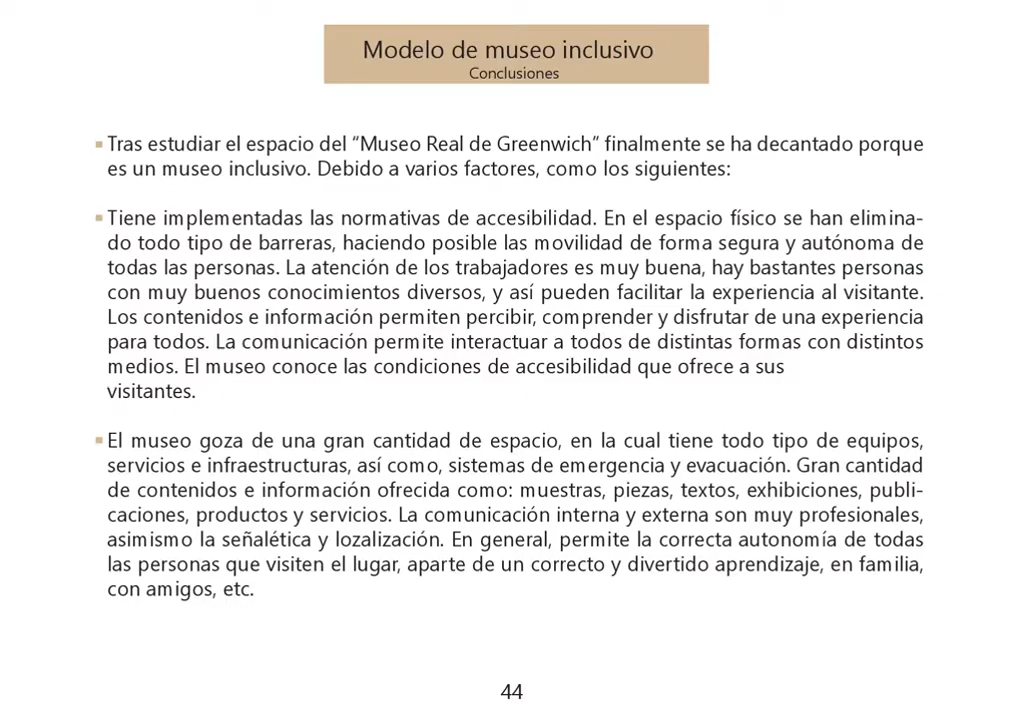 Modelo de museo inclusivo
Conclusiones
Tras estudiar el espacio del “Museo Real de Greenwich” finalmente se ha decantado porque
es un museo inclusivo. Debido a varios factores, como los siguientes:
Tiene implementadas las normativas de accesibilidad. En el espacio físico se han elimina-
do todo tipo de barreras, haciendo posible las movilidad de forma segura y autónoma de
todas las personas. La atención de los trabajadores es muy buena, hay bastantes personas
con muy buenos conocimientos diversos, y así pueden facilitar la experiencia al visitante.
Los contenidos e información permiten percibir, comprender y disfrutar de una experiencia
para todos. La comunicación permite interactuar a todos de distintas formas con distintos
medios. El museo conoce las condiciones de accesibilidad que ofrece a sus
visitantes.
El museo goza de una gran cantidad de espacio, en la cual tiene todo tipo de equipos,
servicios e infraestructuras, así como, sistemas de emergencia y evacuación. Gran cantidad
de contenidos e información ofrecida como: muestras, piezas, textos, exhibiciones, publi-
caciones, productos y servicios. La comunicación interna y externa son muy profesionales,
asimismo la señalética y lozalización. En general, permite la correcta autonomía de todas
las personas que visiten el lugar, aparte de un correcto y divertido aprendizaje, en familia,
con amigos, etc.
44